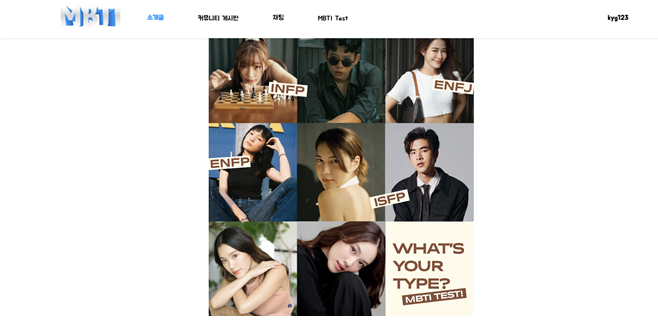 MBTI
소개글
커뮤니티 게시판
채팅
MBTI Test
kyg123
INFP
ENFJ
ENFP
ISFP
WHAT'S
YOUR
TYPE?
MBTI TEST!